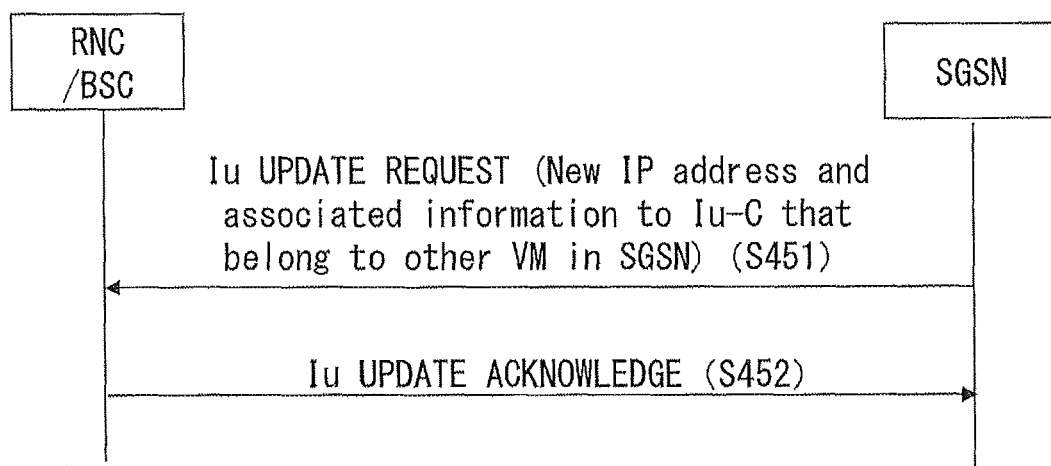 RNC
/BSC
SGSN
Iu UPDATE REQUEST (New IP address and
associated information to Iu-C that
belong to other VM in SGSN) (S451)
Iu UPDATE ACKNOWLEDGE (S452)